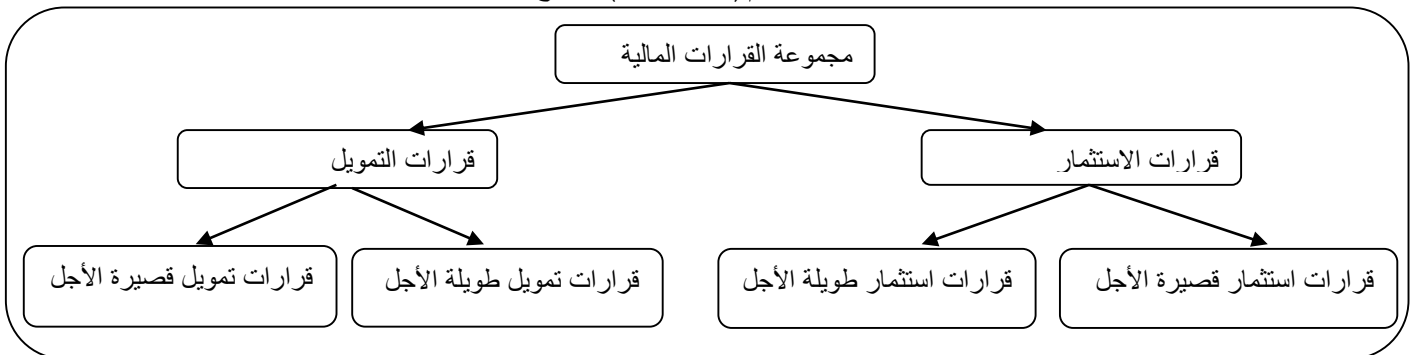 مجموعة القرارات المالية
قرارات الاستثمار
قرارات التمويل
قرارات استثمار قصيرة الأجل
قرارات استثمار طويلة الأجل
قرارات تمويل طويلة الأجل
قرارات تمويل قصيرة الأجل